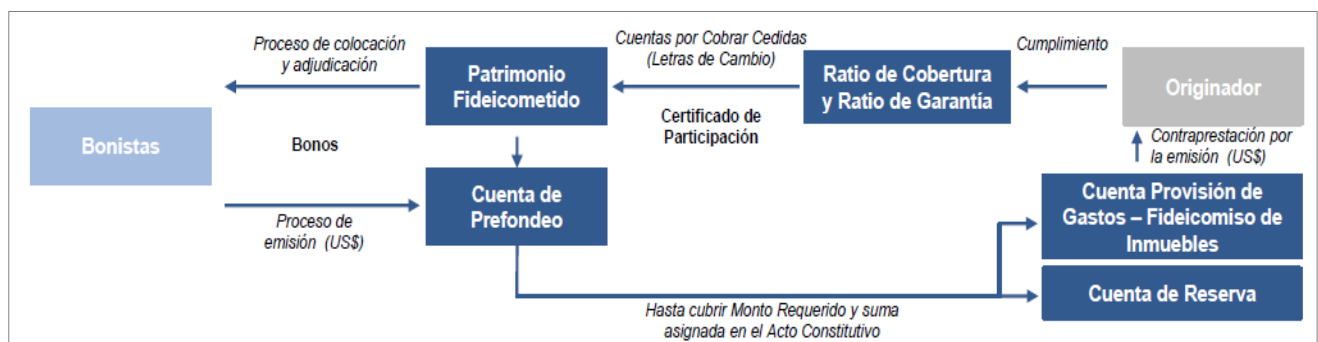 Proceso de colocación
y adjudicación
Patrimonio
Fideicometido
Cuentas por Cobrar Cedidas
(Letras de Cambio)
Certificado de
Participación
Ratio de Cobertura
y Ratio de Garantía
Cumplimiento
Originador
Bonistas
Bonos
Contraprestación por
la emisión (US$)
Proceso de
emisión (US$)
Cuenta de
Prefondeo
Cuenta Provisión de
Gastos – Fideicomiso de
Inmuebles
Cuenta de Reserva
Hasta cubrir Monto Requerido y suma
asignada en el Acto Constitutivo